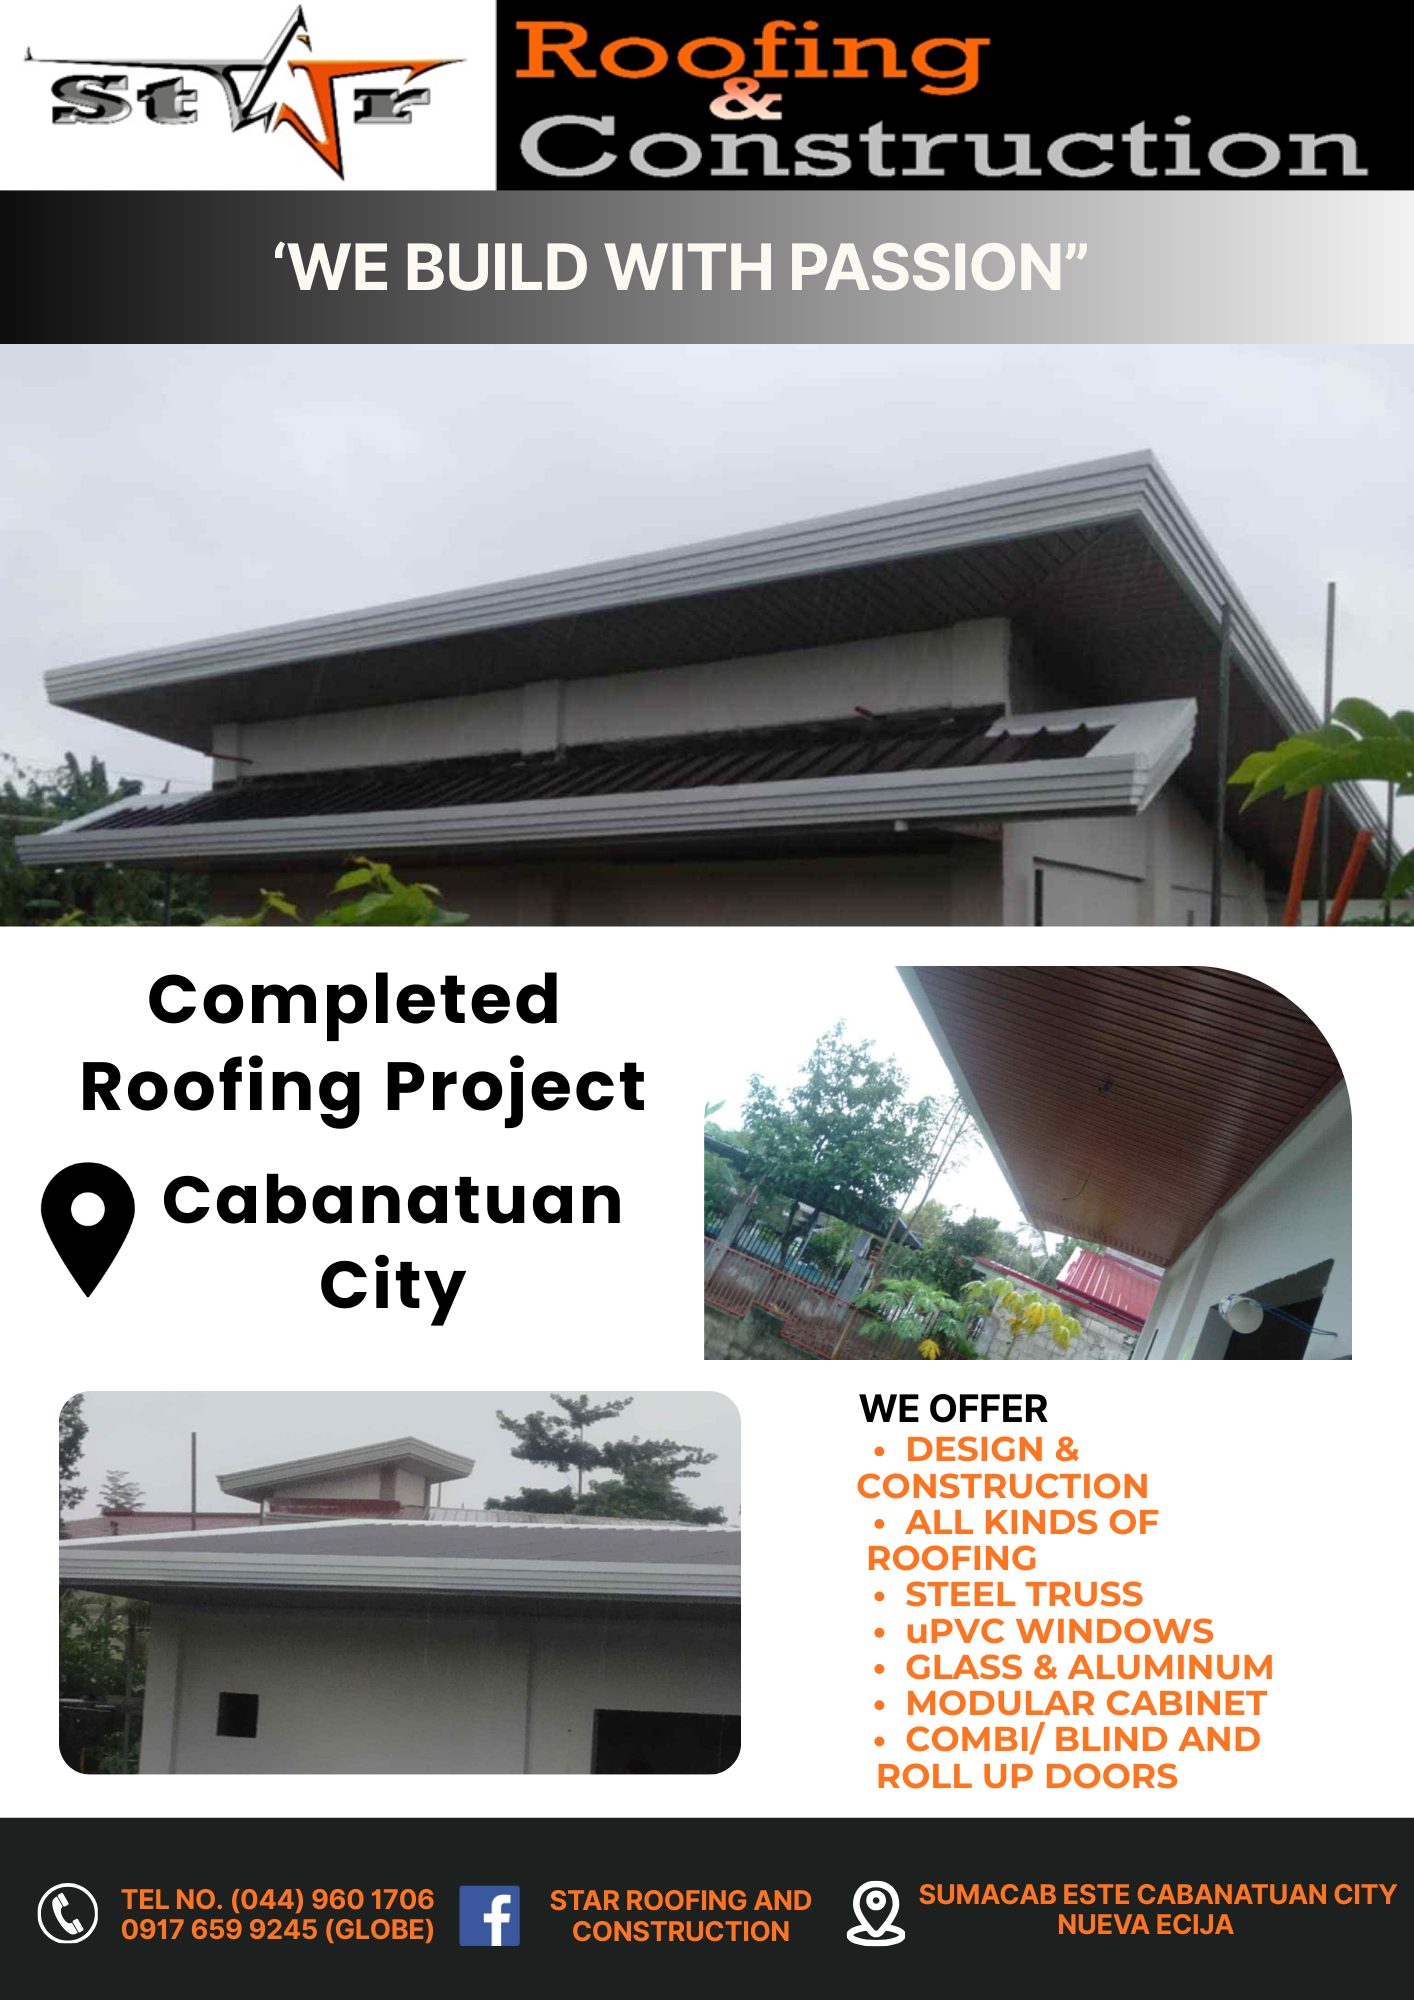 Star
Roofing
&
Construction
‘WE BUILD WITH PASSION”
Completed
Roofing Project
Cabanatuan
City
WE OFFER
• DESIGN &
CONSTRUCTION
• ALL KINDS OF
ROOFING
• STEEL TRUSS
• uPVC WINDOWS
• GLASS & ALUMINUM
• MODULAR CABINET
• COMBI/ BLIND AND
ROLL UP DOORS
TEL NO. (044) 960 1706
0917 659 9245 (GLOBE)
STAR ROOFING AND
CONSTRUCTION
SUMACAB ESTE CABANATUAN CITY
NUEVA ECIJA